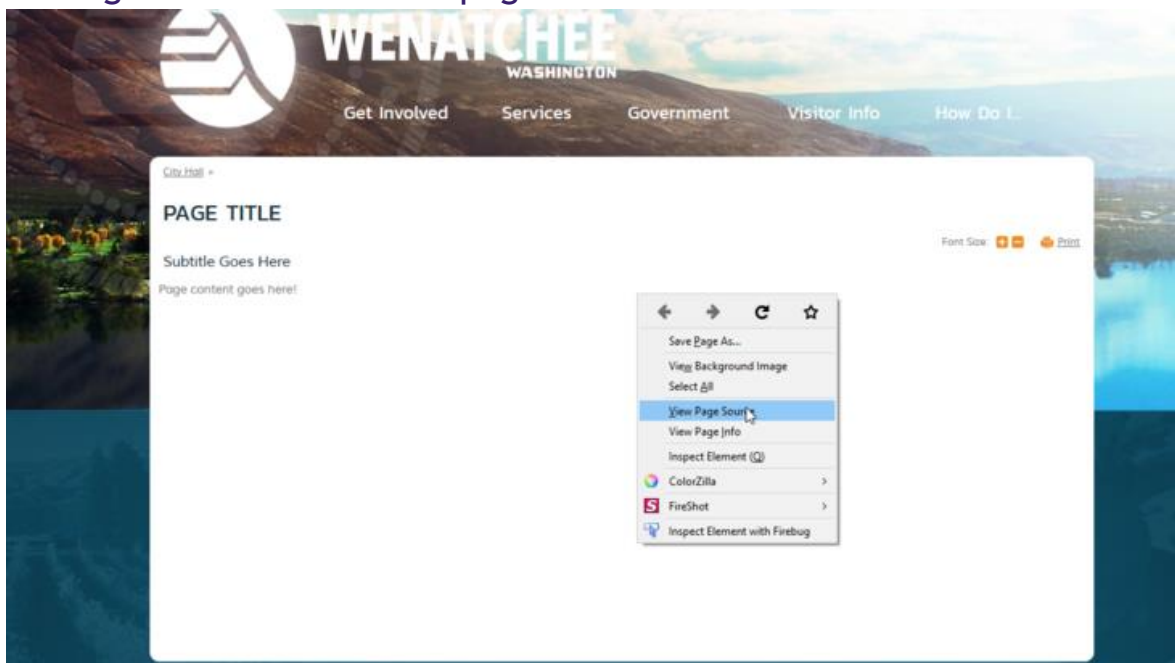 WENATCHEE
WASHINGTON
Get Involved Services Government Visitor Info How Do I...
City Hall »
PAGE TITLE
Font Size: Print
Subtitle Goes Here
Page content goes here!
Save Page As...
View Background Image
Select All
View Page Sourc
View Page Info
Inspect Element (Q)
ColorZilla
FireShot
Inspect Element with Firebug